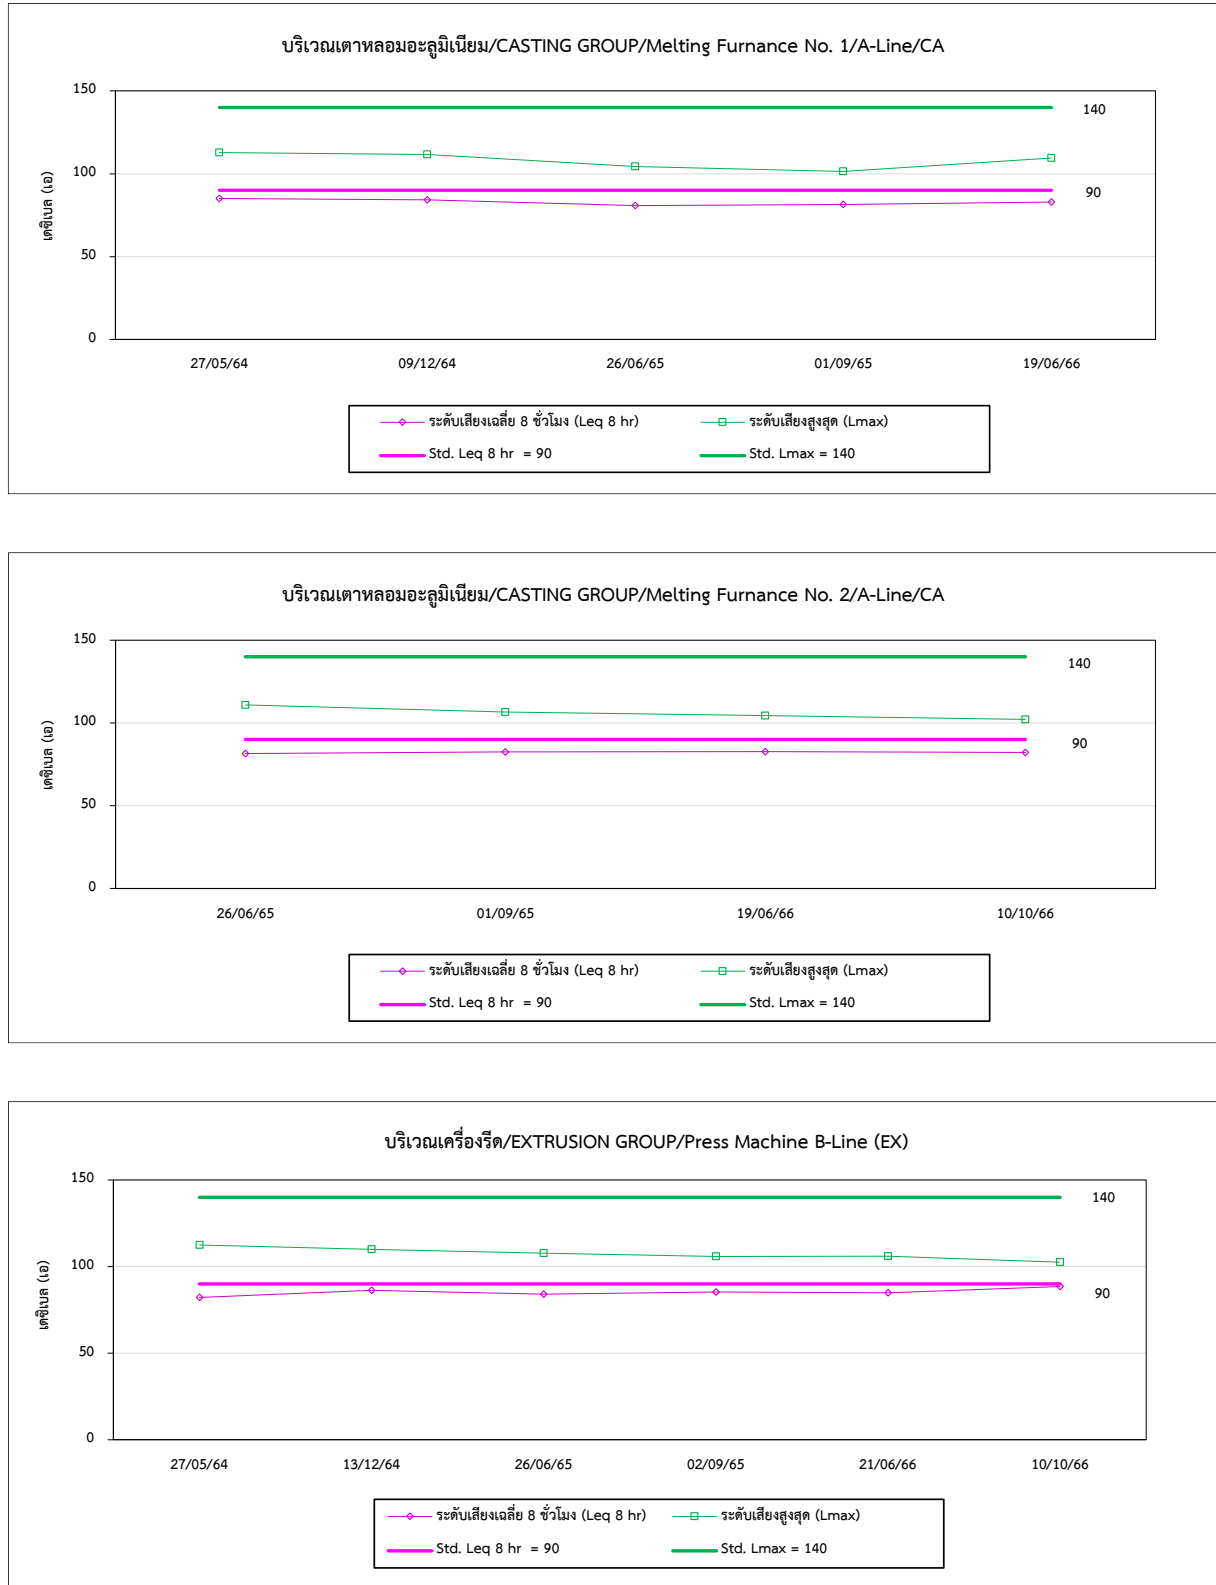 บริเวณเตาหลอมอะลูมิเนียม/CASTING GROUP/Melting Furnance No. 1/A-Line/CA
150
140
100
90
50
0
เดซิเบล (เอ)
27/05/64 09/12/64 26/06/65 01/09/65 19/06/66
ระดับเสียงเฉลี่ย 8 ชั่วโมง (Leq 8 hr) ระดับเสียงสูงสุด (Lmax)
Std. Leq 8 hr = 90 Std. Lmax = 140
บริเวณเตาหลอมอะลูมิเนียม/CASTING GROUP/Melting Furnance No. 2/A-Line/CA
150
140
100
90
50
0
เดซิเบล (เอ)
26/06/65 01/09/65 19/06/66 10/10/66
ระดับเสียงเฉลี่ย 8 ชั่วโมง (Leq 8 hr) ระดับเสียงสูงสุด (Lmax)
Std. Leq 8 hr = 90 Std. Lmax = 140
บริเวณเครื่องรีด/EXTRUSION GROUP/Press Machine B-Line (EX)
150
140
100
90
50
0
เดซิเบล (เอ)
27/05/64 13/12/64 26/06/65 02/09/65 21/06/66 10/10/66
ระดับเสียงเฉลี่ย 8 ชั่วโมง (Leq 8 hr) ระดับเสียงสูงสุด (Lmax)
Std. Leq 8 hr = 90 Std. Lmax = 140